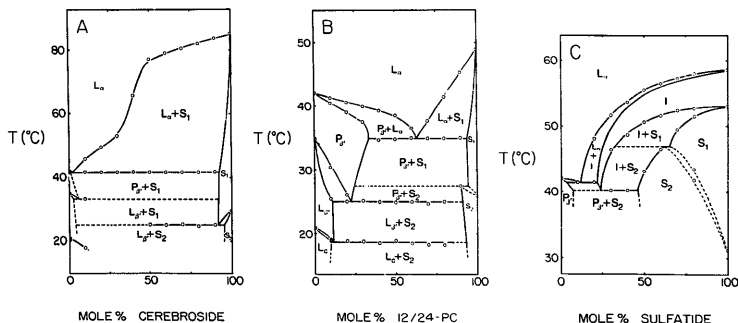 A
80
60
40
20
T (°C)
Lα
Lα+S1
S1
Pβ'+S1
Lβ'+S1
Lβ'+S2
S2
0
50
100
MOLE % CEREBROSIDE
B
50
40
30
20
T (°C)
Lα
Lα+S1
Pβ'+Lα
Pβ'
Pβ'+S1
Pβ'+S2
S2
Lβ'
Lβ'+S1
Lβ'+S2
Lc
Lc+S2
0
50
100
MOLE % 12/24-PC
C
60
50
40
30
T (°C)
Lα
I
Lα
+
I
I+S1
S1
I+S2
S2
Pβ'
Pβ'+S2
0
50
100
MOLE % SULFATIDE